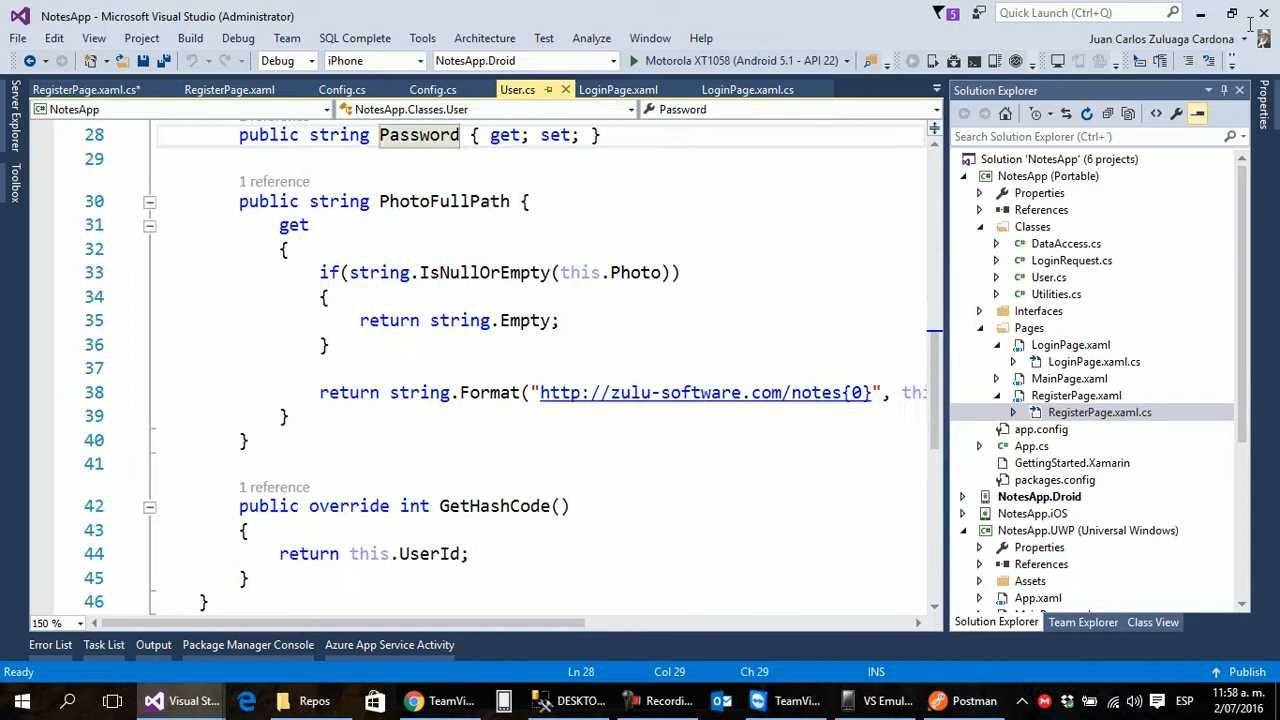 NotesApp - Microsoft Visual Studio (Administrator)
5
Quick Launch (Ctrl+Q)
File Edit View Project Build Debug Team SQL Complete Tools Architecture Test Analyze Window Help
Juan Carlos Zuluaga Cardona
Debug iPhone NotesApp.Droid Motorola XT1058 (Android 5.1 - API 22)
RegisterPage.xaml.cs* RegisterPage.xaml Config.cs Config.cs User.cs LoginPage.xaml LoginPage.xaml.cs
NotesApp NotesApp.Classes.User Password
Server Explorer
Toolbox
28 public string Password { get; set; }
29
1 reference
30 public string PhotoFullPath {
31 get
32 {
33 if(string.IsNullOrEmpty(this.Photo))
34 {
35 return string.Empty;
36 }
37
38 return string.Format("http://zulu-software.com/notes{0}", thi
39 }
40 }
41
1 reference
42 public override int GetHashCode()
43 {
44 return this.UserId;
45 }
46 }
150 %
Solution Explorer
Search Solution Explorer (Ctrl+')
Solution 'NotesApp' (6 projects)
NotesApp (Portable)
Properties
References
Classes
DataAccess.cs
LoginRequest.cs
User.cs
Utilities.cs
Interfaces
Pages
LoginPage.xaml
LoginPage.xaml.cs
MainPage.xaml
RegisterPage.xaml
RegisterPage.xaml.cs
app.config
App.cs
GettingStarted.Xamarin
packages.config
NotesApp.Droid
NotesApp.iOS
NotesApp.UWP (Universal Windows)
Properties
References
Assets
App.xaml
Solution Explorer Team Explorer Class View
Properties
Error List Task List Output Package Manager Console Azure App Service Activity
Ready Ln 28 Col 29 Ch 29 INS Publish
Visual St... Repos TeamV... DESKTO... Recordi... TeamV... VS Emul... Postman ESP
11:58 a. m.
2/07/2016